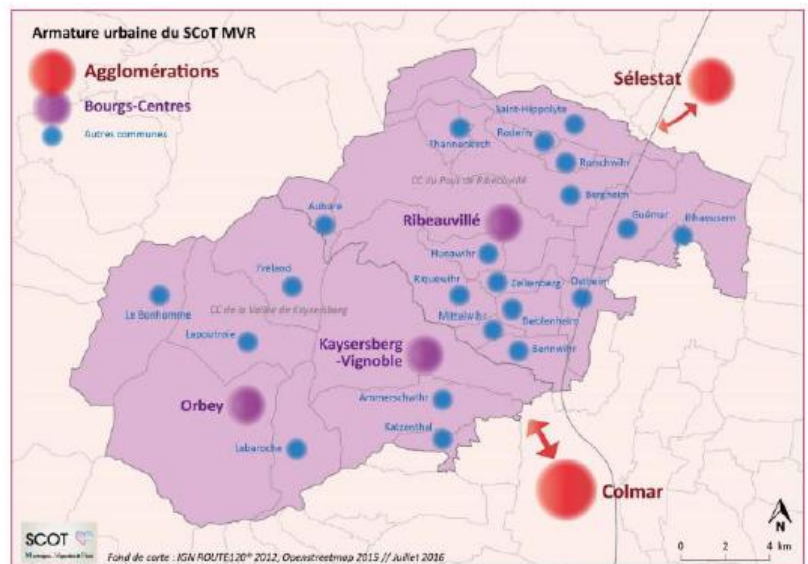 Armature urbaine du SCoT MVR
Agglomérations
Bourgs-Centres
Autres communes
Sélestat
Saint-Hippolyte
Rodern
Thannenkirch
Rorschwihr
CC du Pays de Ribeauvillé
Bergheim
Aubure
Ribeauvillé
Guémar
Illhaeusern
Hunawihr
Fréland
Riquewihr
Zellenberg
Ostheim
Le Bonhomme
CC de la Vallée de Kaysersberg
Beblenheim
Mittelwihr
Lapoutroie
Kaysersberg
-Vignoble
Bennwihr
Orbey
Ammerschwihr
Katzenthal
Labaroche
Colmar
N
SCOT
Montagne - Vignoble & Ried
Fond de carte : IGN ROUTE120® 2012, Openstreetmap 2015 // Juillet 2016
0 2 4 km